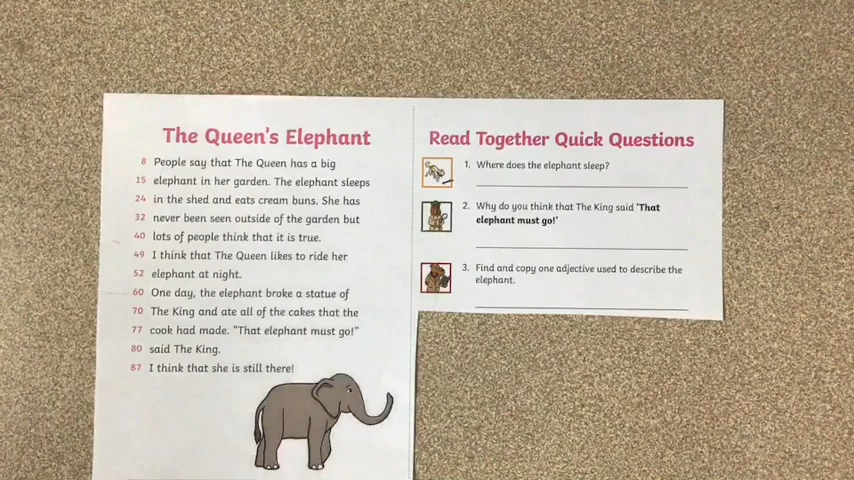 The Queen's Elephant
8 People say that The Queen has a big
15 elephant in her garden. The elephant sleeps
24 in the shed and eats cream buns. She has
32 never been seen outside of the garden but
40 lots of people think that it is true.
49 I think that The Queen likes to ride her
52 elephant at night.
60 One day, the elephant broke a statue of
70 The King and ate all of the cakes that the
77 cook had made. "That elephant must go!"
80 said The King.
87 I think that she is still there!
Read Together Quick Questions
1. Where does the elephant sleep?
2. Why do you think that The King said 'That
elephant must go!'
3. Find and copy one adjective used to describe the
elephant.